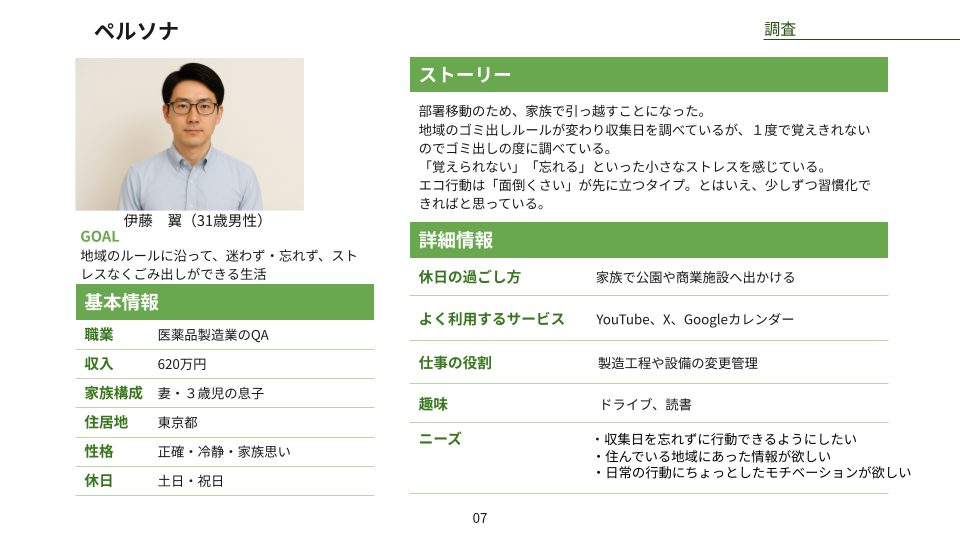 ペルソナ
調査
伊藤　翼（31歳男性）
GOAL
地域のルールに沿って、迷わず・忘れず、スト
レスなくごみ出しができる生活
基本情報
職業　医薬品製造業のQA
収入　620万円
家族構成　妻・３歳児の息子
住居地　東京都
性格　正確・冷静・家族思い
休日　土日・祝日
ストーリー
部署移動のため、家族で引っ越すことになった。
地域のゴミ出しルールが変わり収集日を調べているが、１度で覚えきれない
のでゴミ出しの度に調べている。
「覚えられない」「忘れる」といった小さなストレスを感じている。
エコ行動は「面倒くさい」が先に立つタイプ。とはいえ、少しずつ習慣化で
きればと思っている。
詳細情報
休日の過ごし方　家族で公園や商業施設へ出かける
よく利用するサービス　YouTube、X、Googleカレンダー
仕事の役割　製造工程や設備の変更管理
趣味　ドライブ、読書
ニーズ　・収集日を忘れずに行動できるようにしたい
・住んでいる地域にあった情報が欲しい
・日常の行動にちょっとしたモチベーションが欲しい
07